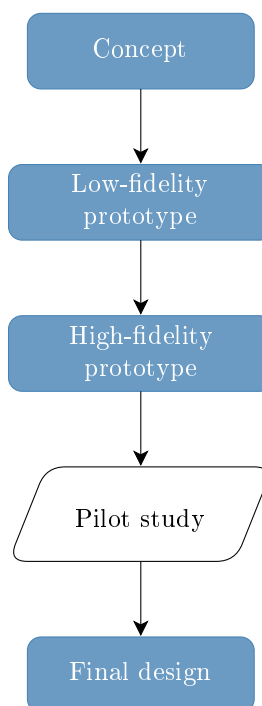 Concept
Low-fidelity
prototype
High-fidelity
prototype
Pilot study
Final design